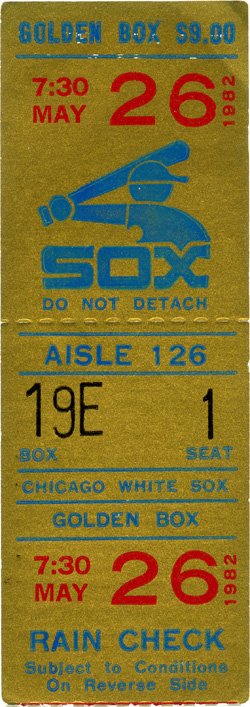 GOLDEN BOX $9.00
7:30 MAY 26 1982
SOX
DO NOT DETACH
AISLE 126
19E 1
BOX SEAT
CHICAGO WHITE SOX
GOLDEN BOX
7:30 MAY 26 1982
RAIN CHECK
Subject to Conditions
On Reverse Side